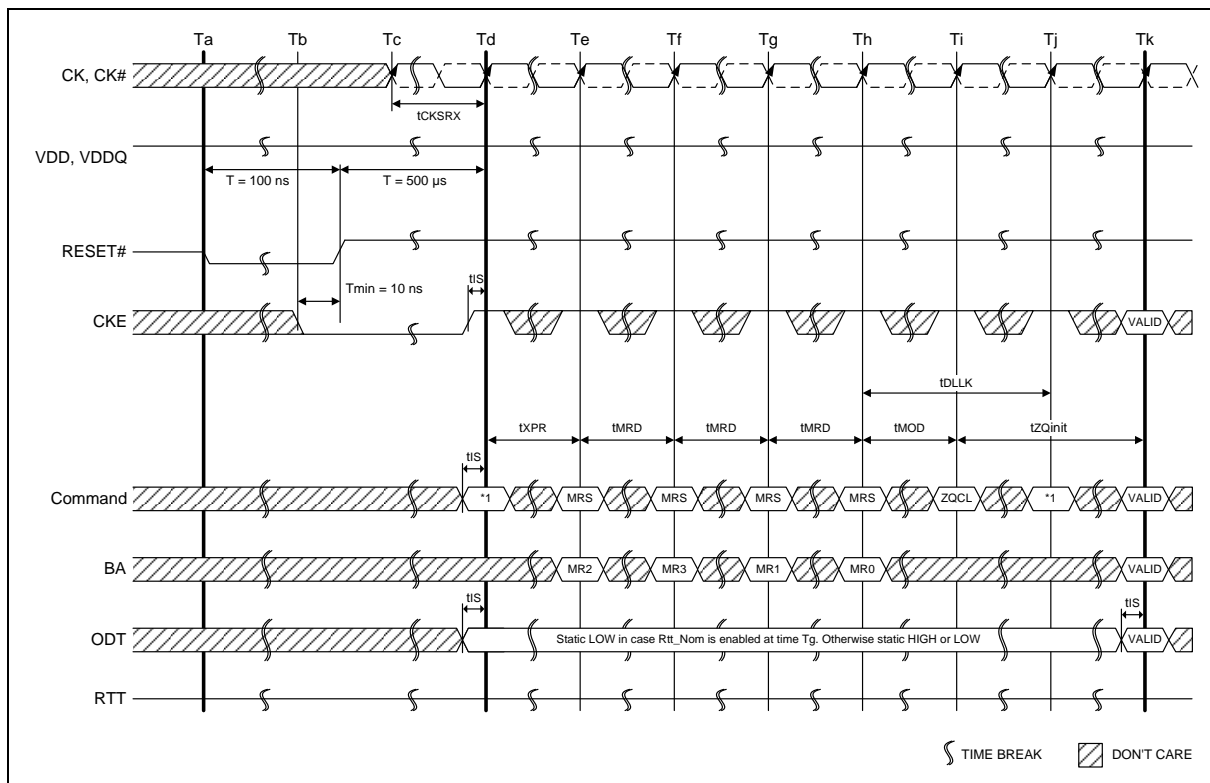 Ta Tb Tc Td Te Tf Tg Th Ti Tj Tk
CK, CK#
tCKSRX
VDD, VDDQ
T = 100 ns T = 500 µs
RESET#
Tmin = 10 ns tIS
CKE VALID
tDLLK
tXPR tMRD tMRD tMRD tMOD tZQinit
tIS
Command *1 MRS MRS MRS MRS ZQCL *1 VALID
BA MR2 MR3 MR1 MR0 VALID
tIS tIS
ODT Static LOW in case Rtt_Nom is enabled at time Tg. Otherwise static HIGH or LOW VALID
RTT
TIME BREAK DON'T CARE